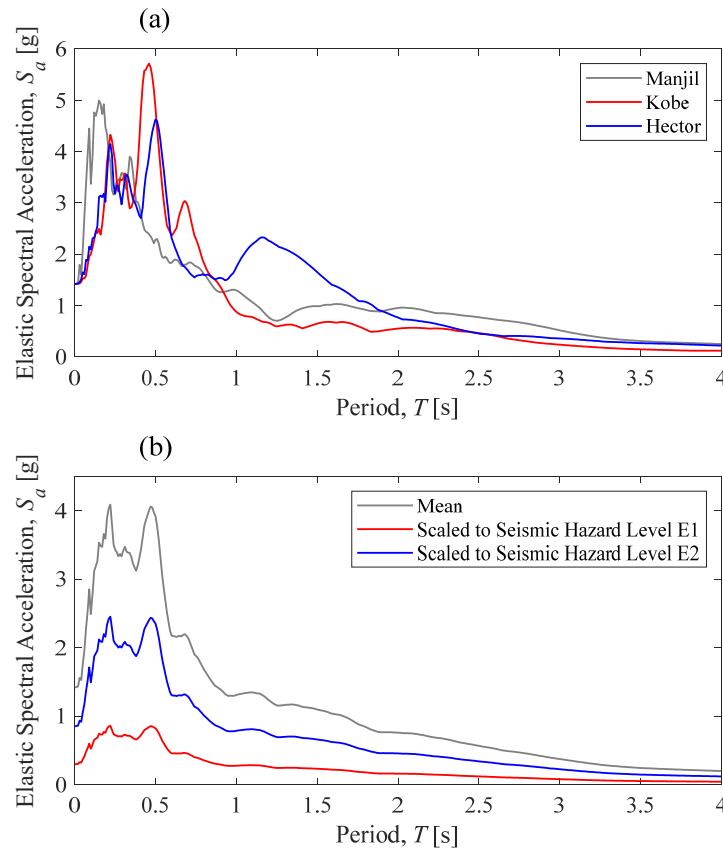 (a)
Elastic Spectral Acceleration, S_a [g]
6
5
4
3
2
1
0
Manjil
Kobe
Hector
0 0.5 1 1.5 2 2.5 3 3.5 4
Period, T [s]
(b)
Elastic Spectral Acceleration, S_a [g]
4
3
2
1
0
Mean
Scaled to Seismic Hazard Level E1
Scaled to Seismic Hazard Level E2
0 0.5 1 1.5 2 2.5 3 3.5 4
Period, T [s]